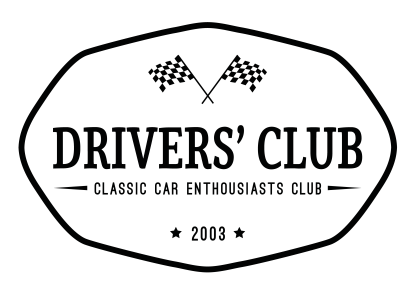 DRIVERS’ CLUB
CLASSIC CAR ENTHOUSIASTS CLUB
★ 2003 ★